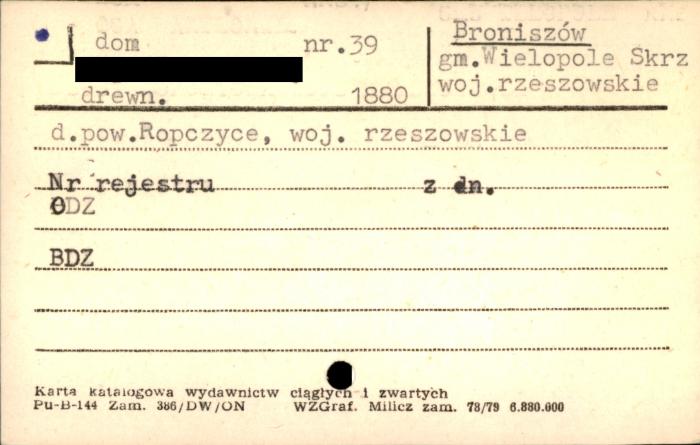 dom nr.39
drewn. 1880
Broniszów
gm.Wielopole Skrz
woj.rzeszowskie
d.pow.Ropczyce, woj. rzeszowskie
Nr rejestru z dn.
ODZ
BDZ
Karta katalogowa wydawnictw ciągłych i zwartych
Pu-B-144 Zam. 386/DW/ON WZGraf. Milicz zam. 78/79 6.880.000